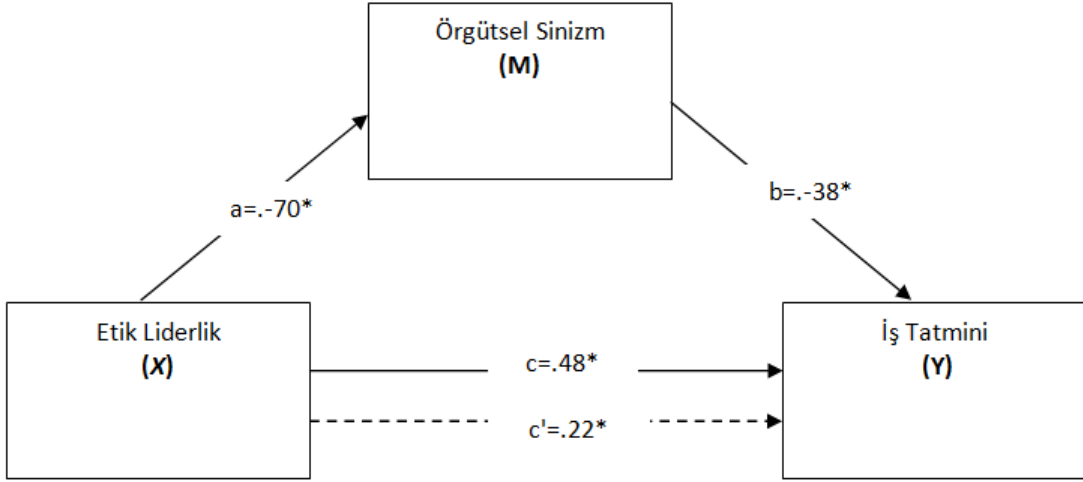 Örgütsel Sinizm
(M)
a=.-70*
b=.-38*
Etik Liderlik
(X)
İş Tatmini
(Y)
c=.48*
c'=.22*